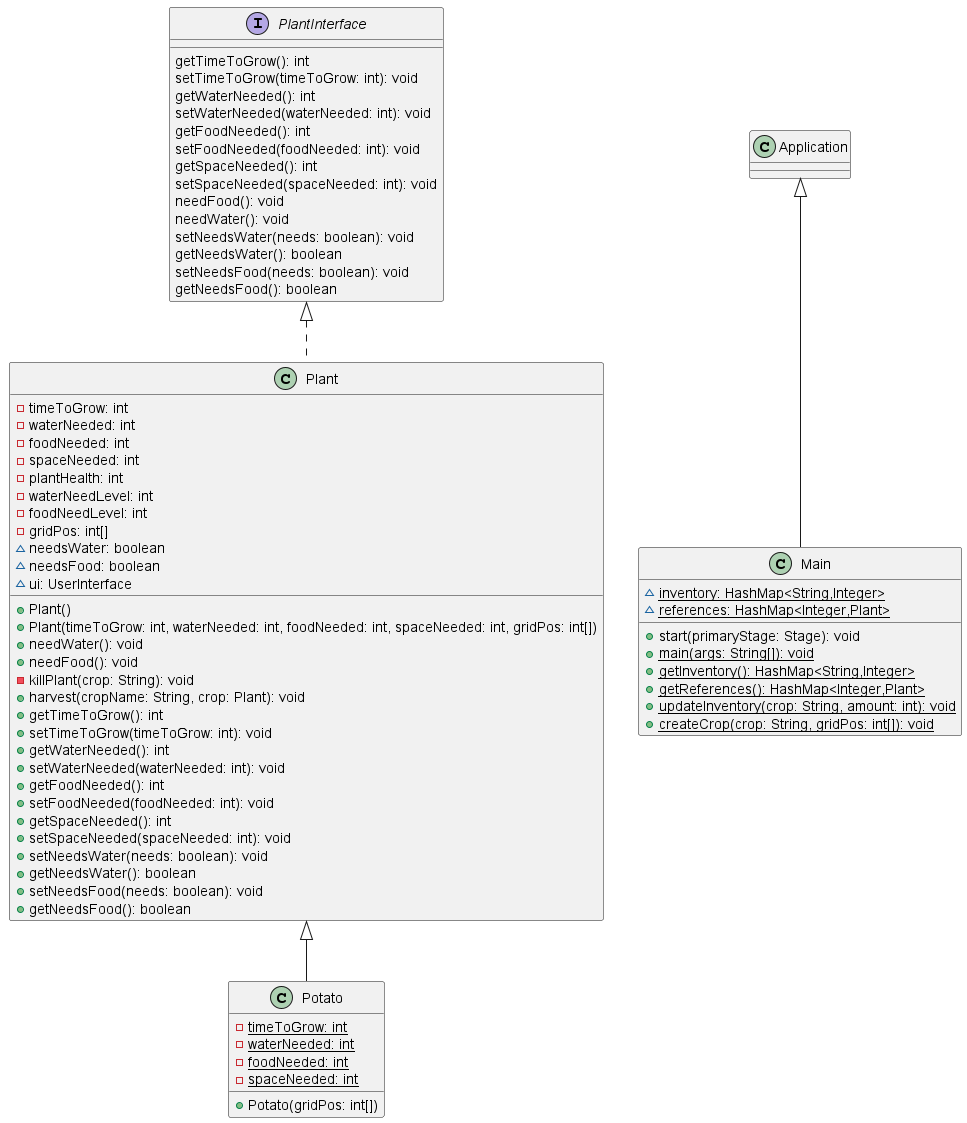 PlantInterface
getTimeToGrow(): int
setTimeToGrow(timeToGrow: int): void
getWaterNeeded(): int
setWaterNeeded(waterNeeded: int): void
getFoodNeeded(): int
setFoodNeeded(foodNeeded: int): void
getSpaceNeeded(): int
setSpaceNeeded(spaceNeeded: int): void
needFood(): void
needWater(): void
setNeedsWater(needs: boolean): void
getNeedsWater(): boolean
setNeedsFood(needs: boolean): void
getNeedsFood(): boolean
Application
Plant
timeToGrow: int
waterNeeded: int
foodNeeded: int
spaceNeeded: int
plantHealth: int
waterNeedLevel: int
foodNeedLevel: int
gridPos: int[]
needsWater: boolean
needsFood: boolean
ui: UserInterface
Plant()
Plant(timeToGrow: int, waterNeeded: int, foodNeeded: int, spaceNeeded: int, gridPos: int[])
needWater(): void
needFood(): void
killPlant(crop: String): void
harvest(cropName: String, crop: Plant): void
getTimeToGrow(): int
setTimeToGrow(timeToGrow: int): void
getWaterNeeded(): int
setWaterNeeded(waterNeeded: int): void
getFoodNeeded(): int
setFoodNeeded(foodNeeded: int): void
getSpaceNeeded(): int
setSpaceNeeded(spaceNeeded: int): void
setNeedsWater(needs: boolean): void
getNeedsWater(): boolean
setNeedsFood(needs: boolean): void
getNeedsFood(): boolean
Main
inventory: HashMap<String,Integer>
references: HashMap<Integer,Plant>
start(primaryStage: Stage): void
main(args: String[]): void
getInventory(): HashMap<String,Integer>
getReferences(): HashMap<Integer,Plant>
updateInventory(crop: String, amount: int): void
createCrop(crop: String, gridPos: int[]): void
Potato
timeToGrow: int
waterNeeded: int
foodNeeded: int
spaceNeeded: int
Potato(gridPos: int[])